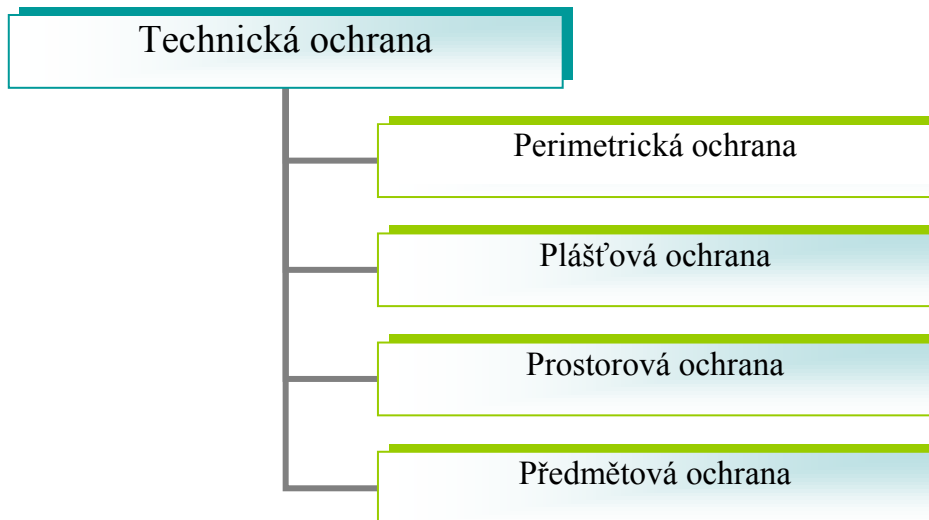 Technická ochrana
Perimetrická ochrana
Plášťová ochrana
Prostorová ochrana
Předmětová ochrana